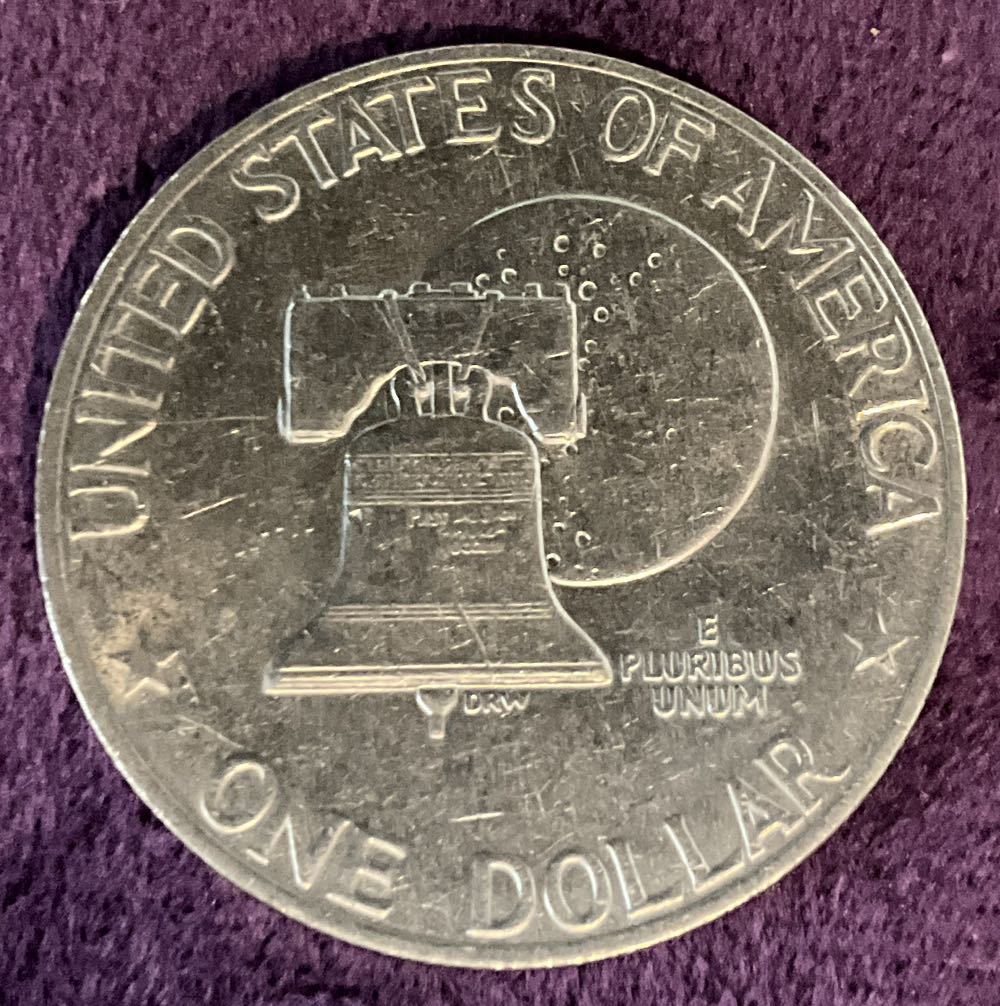 UNITED STATES OF AMERICA
E
PLURIBUS
UNUM
DRW
ONE DOLLAR